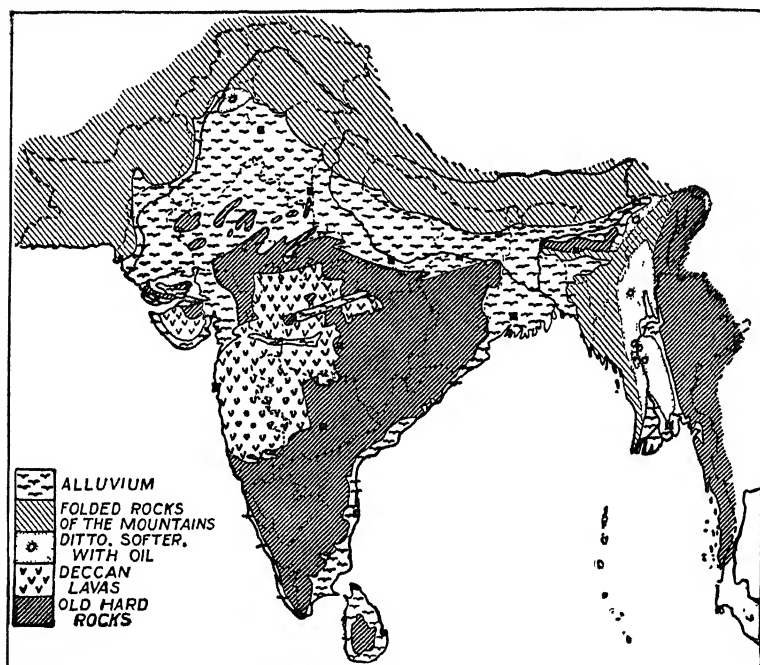 ALLUVIUM
FOLDED ROCKS
OF THE MOUNTAINS
DITTO, SOFTER,
WITH OIL
DECCAN
LAVAS
OLD HARD
ROCKS